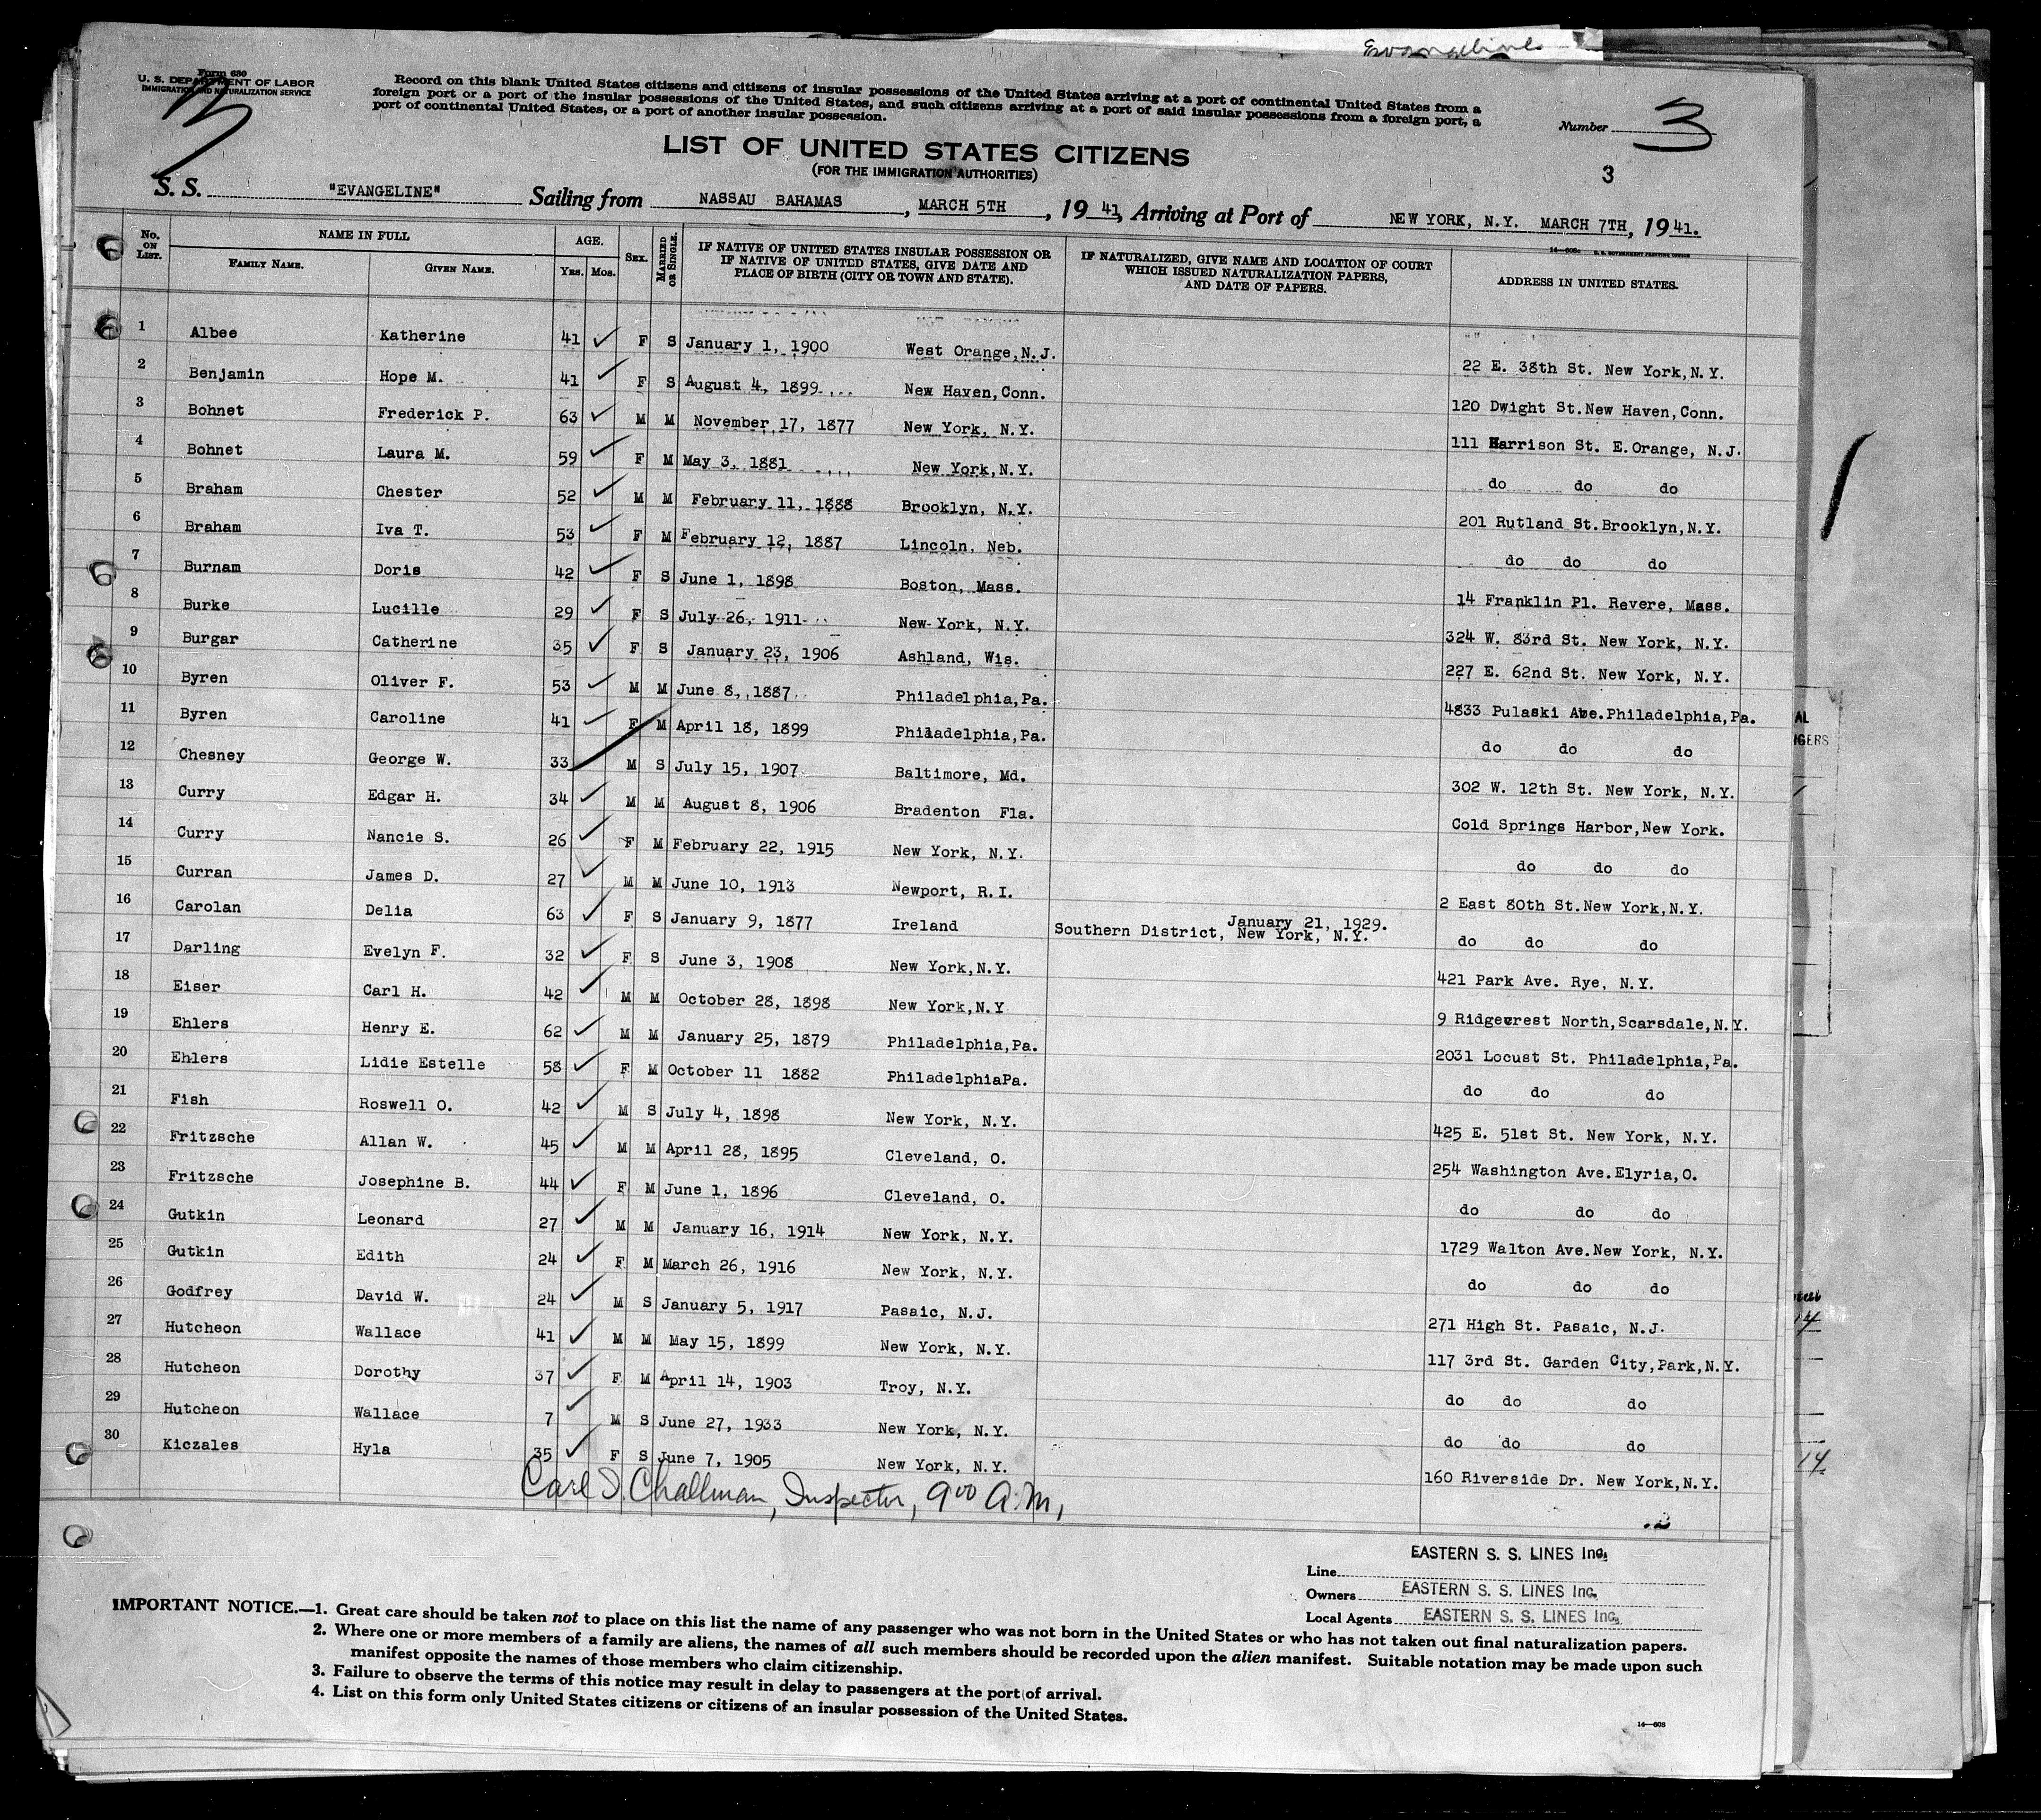 Evangeline
Form 630
U. S. DEPARTMENT OF LABOR
IMMIGRATION AND NATURALIZATION SERVICE
Record on this blank United States citizens and citizens of insular possessions of the United States arriving at a port of continental United States from a
foreign port or a port of the insular possessions of the United States, and such citizens arriving at a port of said insular possessions from a foreign port, a
port of continental United States, or a port of another insular possession.
Number 3
LIST OF UNITED STATES CITIZENS
(FOR THE IMMIGRATION AUTHORITIES)
3
S. S. "EVANGELINE" Sailing from NASSAU BAHAMAS, MARCH 5TH, 1941, Arriving at Port of NEW YORK, N.Y. MARCH 7TH, 1941.
No. ON LIST. NAME IN FULL FAMILY NAME. GIVEN NAME. AGE. Yrs. Mos. SEX. MARRIED OR SINGLE. IF NATIVE OF UNITED STATES INSULAR POSSESSION OR IF NATIVE OF UNITED STATES, GIVE DATE AND PLACE OF BIRTH (CITY OR TOWN AND STATE). IF NATURALIZED, GIVE NAME AND LOCATION OF COURT WHICH ISSUED NATURALIZATION PAPERS, AND DATE OF PAPERS. ADDRESS IN UNITED STATES.
1 Albee Katherine 41 F S January 1, 1900 West Orange, N.J. 22 E. 38th St. New York, N.Y.
2 Benjamin Hope M. 41 F S August 4, 1899 New Haven, Conn. 120 Dwight St. New Haven, Conn.
3 Bohnet Frederick P. 63 M M November 17, 1877 New York, N.Y. 111 Harrison St. E. Orange, N.J.
4 Bohnet Laura M. 59 F M May 3, 1881 New York, N.Y. do do do
5 Braham Chester 52 M M February 11, 1888 Brooklyn, N.Y. 201 Rutland St. Brooklyn, N.Y.
6 Braham Iva T. 53 F M February 12, 1887 Lincoln, Neb. do do do
7 Burnam Doris 42 F S June 1, 1898 Boston, Mass. 14 Franklin Pl. Revere, Mass.
8 Burke Lucille 29 F S July 26, 1911 New York, N.Y. 324 W. 83rd St. New York, N.Y.
9 Burgar Catherine 35 F S January 23, 1906 Ashland, Wis. 227 E. 62nd St. New York, N.Y.
10 Byren Oliver F. 53 M M June 8, 1887 Philadelphia, Pa. 4833 Pulaski Ave. Philadelphia, Pa.
11 Byren Caroline 41 F M April 18, 1899 Philadelphia, Pa. do do do
12 Chesney George W. 33 M S July 15, 1907 Baltimore, Md. 302 W. 12th St. New York, N.Y.
13 Curry Edgar H. 34 M M August 8, 1906 Bradenton Fla. Cold Springs Harbor, New York.
14 Curry Nancie S. 26 F M February 22, 1915 New York, N.Y. do do do
15 Curran James D. 27 M M June 10, 1913 Newport, R.I. 2 East 80th St. New York, N.Y.
16 Carolan Delia 63 F S January 9, 1877 Ireland January 21, 1929. Southern District, New York, N.Y. do do do
17 Darling Evelyn F. 32 F S June 3, 1908 New York, N.Y. 421 Park Ave. Rye, N.Y.
18 Eiser Carl H. 42 M M October 28, 1898 New York, N.Y 9 Ridgecrest North, Scarsdale, N.Y.
19 Ehlers Henry E. 62 M M January 25, 1879 Philadelphia, Pa. 2031 Locust St. Philadelphia, Pa.
20 Ehlers Lidie Estelle 58 F M October 11 1882 PhiladelphiaPa. do do do
21 Fish Roswell O. 42 M S July 4, 1898 New York, N.Y. 425 E. 51st St. New York, N.Y.
22 Fritzsche Allan W. 45 M M April 28, 1895 Cleveland, O. 254 Washington Ave. Elyria, O.
23 Fritzsche Josephine B. 44 F M June 1, 1896 Cleveland, O. do do do
24 Gutkin Leonard 27 M M January 16, 1914 New York, N.Y. 1729 Walton Ave. New York, N.Y.
25 Gutkin Edith 24 F M March 26, 1916 New York, N.Y. do do do
26 Godfrey David W. 24 M S January 5, 1917 Pasaic, N.J. 271 High St. Pasaic, N.J.
27 Hutcheon Wallace 41 M M May 15, 1899 New York, N.Y. 117 3rd St. Garden City, Park, N.Y.
28 Hutcheon Dorothy 37 F M April 14, 1903 Troy, N.Y. do do do
29 Hutcheon Wallace 7 M S June 27, 1933 New York, N.Y. do do do
30 Kiczales Hyla 35 F S June 7, 1905 New York, N.Y. 160 Riverside Dr. New York, N.Y.
Carl I. Challman, Inspector, 9 00 A.M,
Line EASTERN S. S. LINES Inc.
Owners EASTERN S. S. LINES Inc.
Local Agents EASTERN S. S. LINES Inc.
IMPORTANT NOTICE.—1. Great care should be taken not to place on this list the name of any passenger who was not born in the United States or who has not taken out final naturalization papers.
2. Where one or more members of a family are aliens, the names of all such members should be recorded upon the alien manifest. Suitable notation may be made upon such
manifest opposite the names of those members who claim citizenship.
3. Failure to observe the terms of this notice may result in delay to passengers at the port of arrival.
4. List on this form only United States citizens or citizens of an insular possession of the United States.
14—608